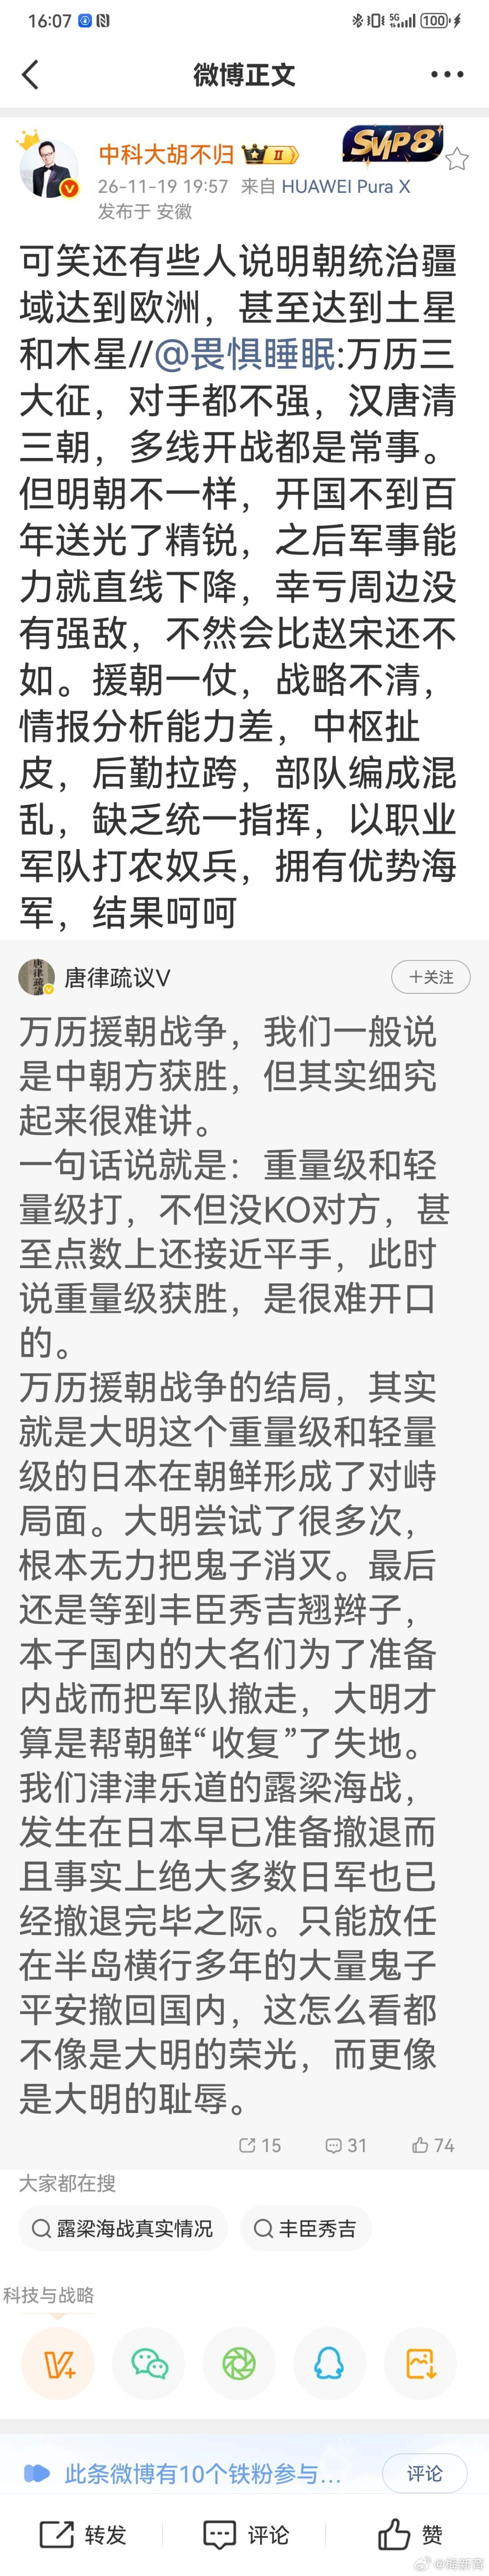 16:07
5G
100
微博正文
中科大胡不归
II
SVIP8
26-11-19 19:57 来自 HUAWEI Pura X
发布于 安徽
可笑还有些人说明朝统治疆
域达到欧洲，甚至达到土星
和木星//@畏惧睡眠:万历三
大征，对手都不强，汉唐清
三朝，多线开战都是常事。
但明朝不一样，开国不到百
年送光了精锐，之后军事能
力就直线下降，幸亏周边没
有强敌，不然会比赵宋还不
如。援朝一仗，战略不清，
情报分析能力差，中枢扯
皮，后勤拉跨，部队编成混
乱，缺乏统一指挥，以职业
军队打农奴兵，拥有优势海
军，结果呵呵
唐律疏议
唐律疏议V
+关注
万历援朝战争，我们一般说
是中朝方获胜，但其实细究
起来很难讲。
一句话说就是：重量级和轻
量级打，不但没KO对方，甚
至点数上还接近平手，此时
说重量级获胜，是很难开口
的。
万历援朝战争的结局，其实
就是大明这个重量级和轻量
级的日本在朝鲜形成了对峙
局面。大明尝试了很多次，
根本无力把鬼子消灭。最后
还是等到丰臣秀吉翘辫子，
本子国内的大名们为了准备
内战而把军队撤走，大明才
算是帮朝鲜“收复”了失地。
我们津津乐道的露梁海战，
发生在日本早已准备撤退而
且事实上绝大多数日军也已
经撤退完毕之际。只能放任
在半岛横行多年的大量鬼子
平安撤回国内，这怎么看都
不像是大明的荣光，而更像
是大明的耻辱。
15 31 74
大家都在搜
露梁海战真实情况 丰臣秀吉
科技与战略
V+
此条微博有10个铁粉参与... 评论
转发 评论 赞
@梅新育